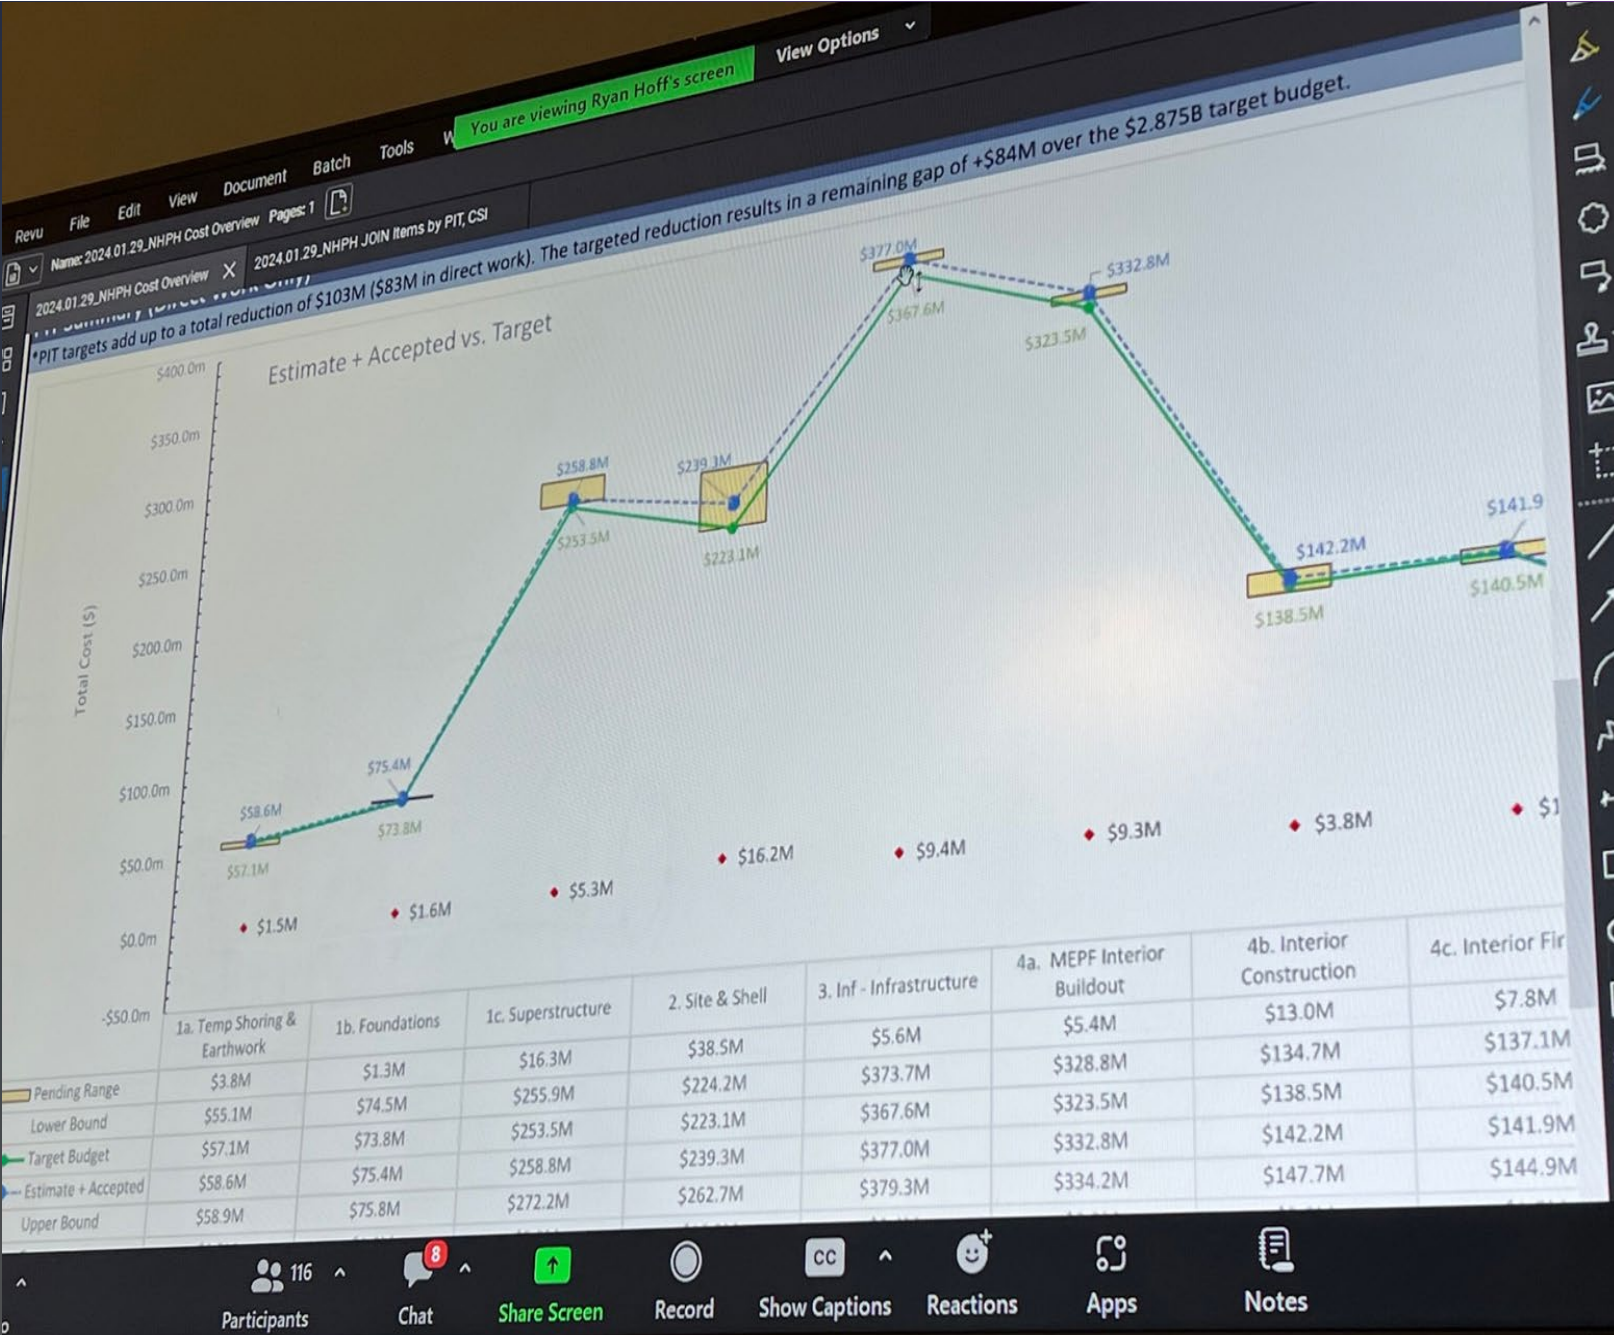 You are viewing Ryan Hoff's screen
View Options
Revu
File
Edit
View
Document
Batch
Tools
W
Name: 2024.01.29_NHPH Cost Overview Pages: 1
2024.01.29_NHPH Cost Overview X
2024.01.29_NHPH JOIN Items by PIT, CSI
*PIT targets add up to a total reduction of $103M ($83M in direct work). The targeted reduction results in a remaining gap of +$84M over the $2.875B target budget.
Estimate + Accepted vs. Target
Total Cost ($)
$400.0m
$350.0m
$300.0m
$250.0m
$200.0m
$150.0m
$100.0m
$50.0m
$0.0m
-$50.0m
$58.6M
$57.1M
$75.4M
$73.8M
$258.8M
$253.5M
$239.3M
$223.1M
$377.0M
$367.6M
$332.8M
$323.5M
$142.2M
$138.5M
$141.9
$140.5M
$1.5M
$1.6M
$5.3M
$16.2M
$9.4M
$9.3M
$3.8M
$1
1a. Temp Shoring &
Earthwork
1b. Foundations
1c. Superstructure
2. Site & Shell
3. Inf - Infrastructure
4a. MEPF Interior
Buildout
4b. Interior
Construction
4c. Interior Fir
Pending Range $3.8M $1.3M $16.3M $38.5M $5.6M $5.4M $13.0M $7.8M
Lower Bound $55.1M $74.5M $255.9M $224.2M $373.7M $328.8M $134.7M $137.1M
Target Budget $57.1M $73.8M $253.5M $223.1M $367.6M $323.5M $138.5M $140.5M
Estimate + Accepted $58.6M $75.4M $258.8M $239.3M $377.0M $332.8M $142.2M $141.9M
Upper Bound $58.9M $75.8M $272.2M $262.7M $379.3M $334.2M $147.7M $144.9M
116
8
CC
Participants
Chat
Share Screen
Record
Show Captions
Reactions
Apps
Notes